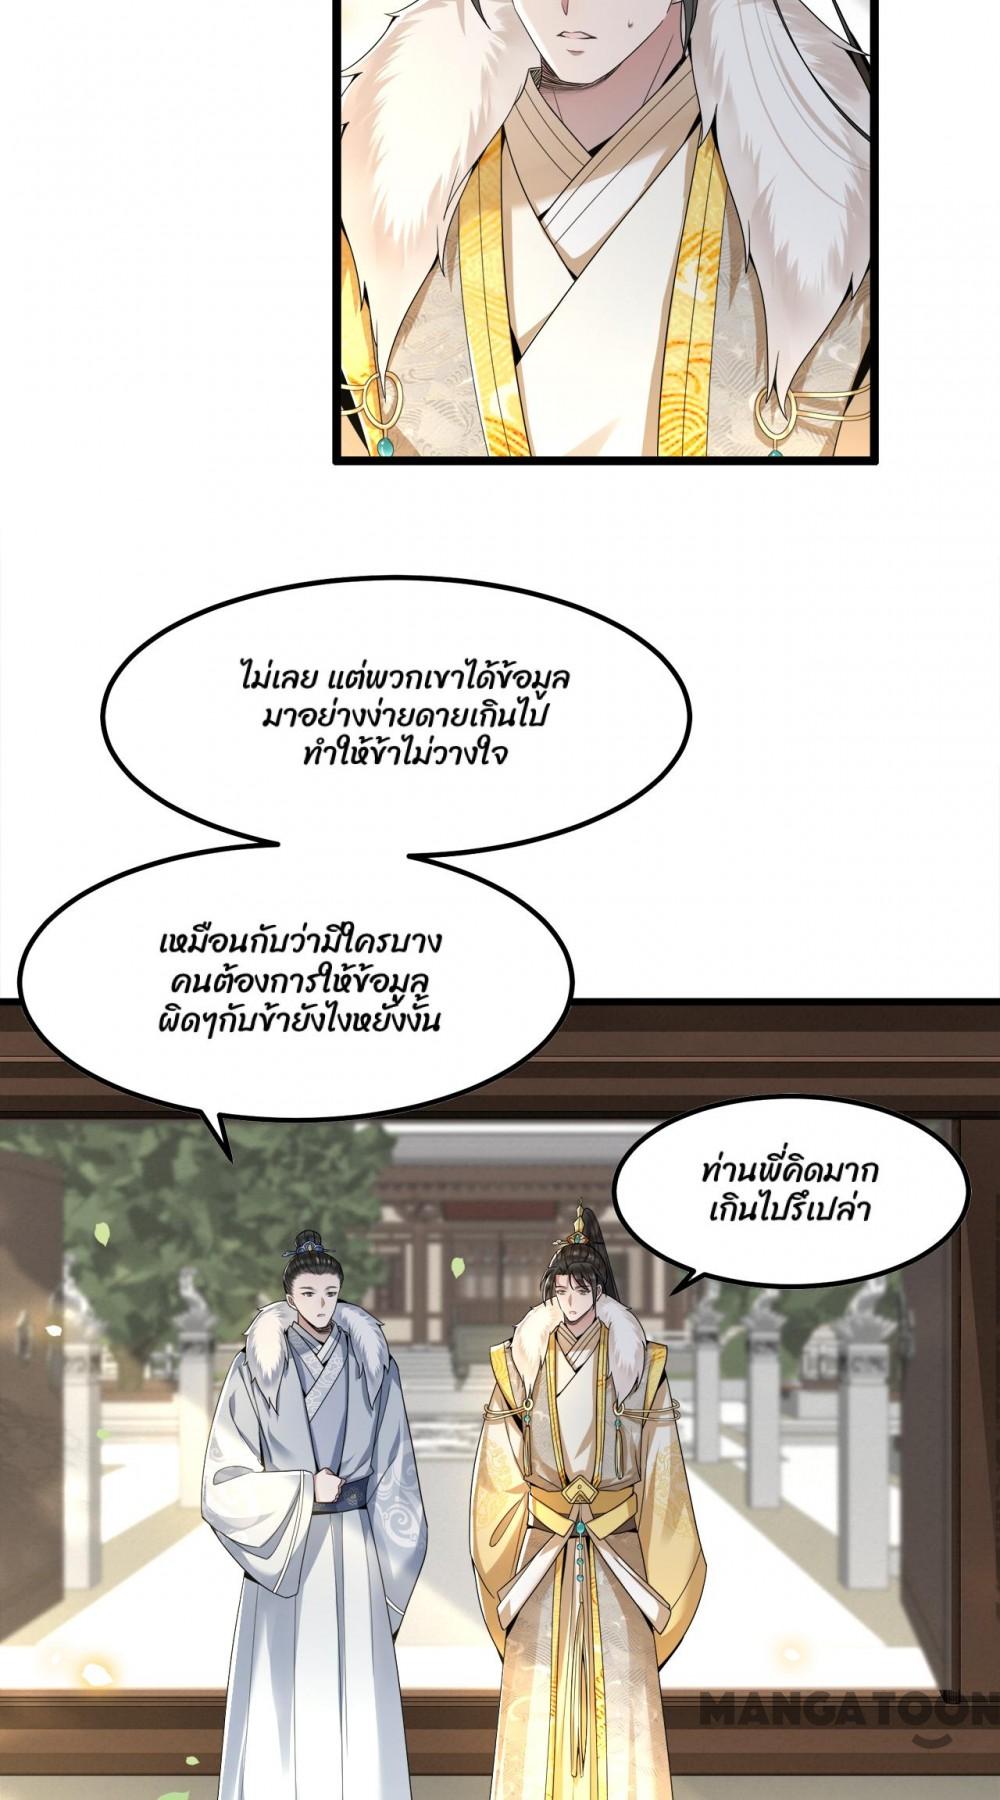 ไม่เลย แต่พวกเขาได้ข้อมูล
มาอย่างง่ายดายเกินไป
ทำให้ข้าไม่วางใจ
เหมือนกับว่ามีใครบาง
คนต้องการให้ข้อมูล
ผิดๆกับข้ายังไงหยั่งงั้น
ท่านพี่คิดมาก
เกินไปรึเปล่า
MANGATOON